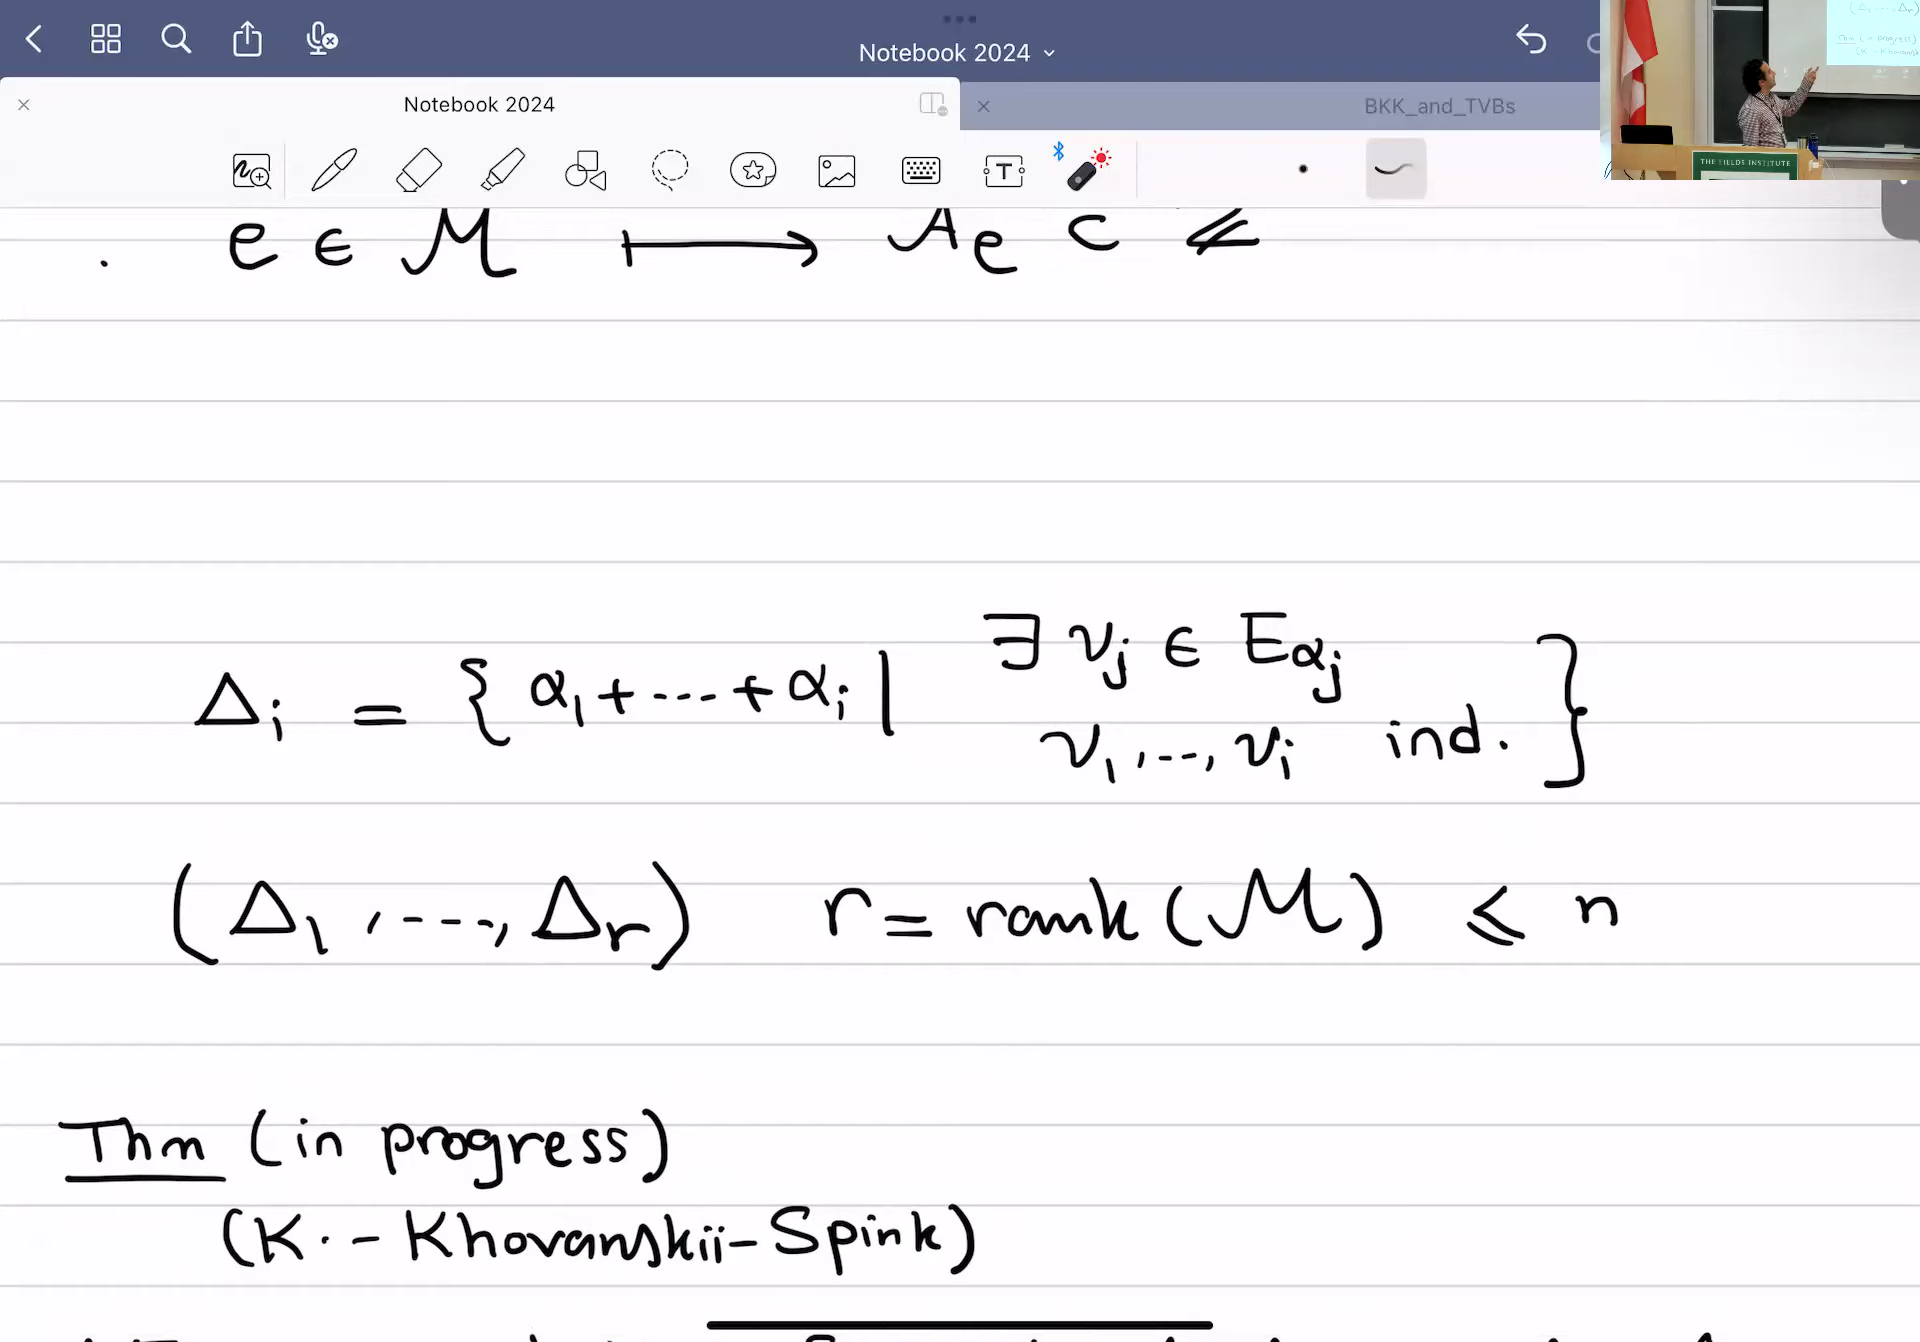 Notebook 2024
Notebook 2024
BKK_and_TVBs
THE FIELDS INSTITUTE
. e ∈ M ⟼ A_e ⊂
Δ_i = { α_1 + --- + α_i | ∃ v_j ∈ E_{α_j}
v_1, ---, v_i ind. }
(Δ_1, ---, Δ_r) r = rank(M) ≤ n
Thm (in progress)
(K. - Khovanskii-Spink)